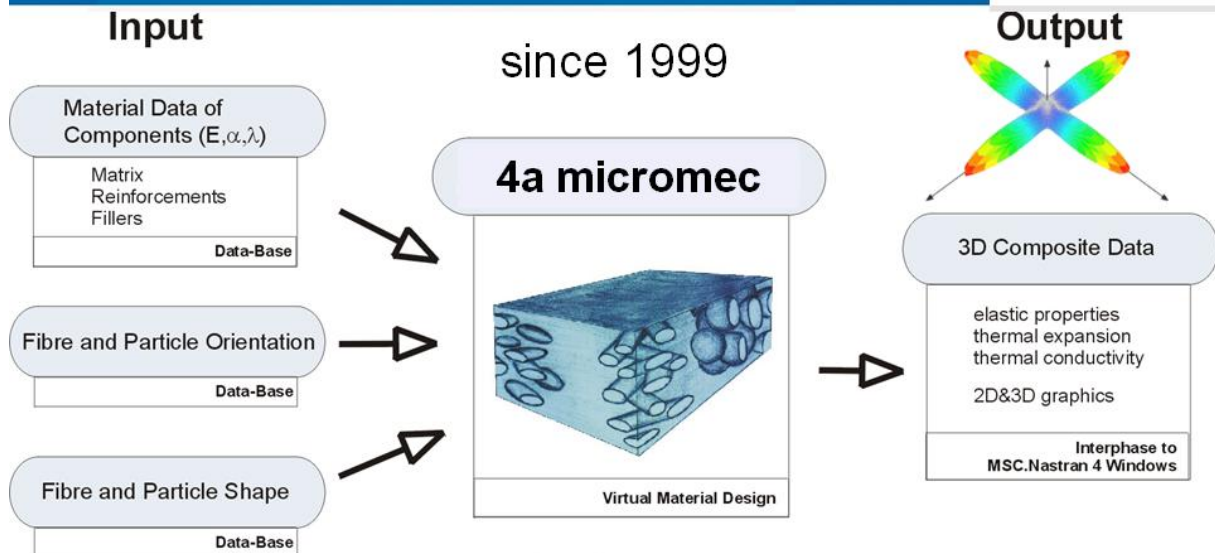 Input
Output
since 1999
Material Data of
Components (E,α,λ)
Matrix
Reinforcements
Fillers
Data-Base
Fibre and Particle Orientation
Data-Base
Fibre and Particle Shape
Data-Base
4a micromec
Virtual Material Design
3D Composite Data
elastic properties
thermal expansion
thermal conductivity
2D&3D graphics
Interphase to
MSC.Nastran 4 Windows